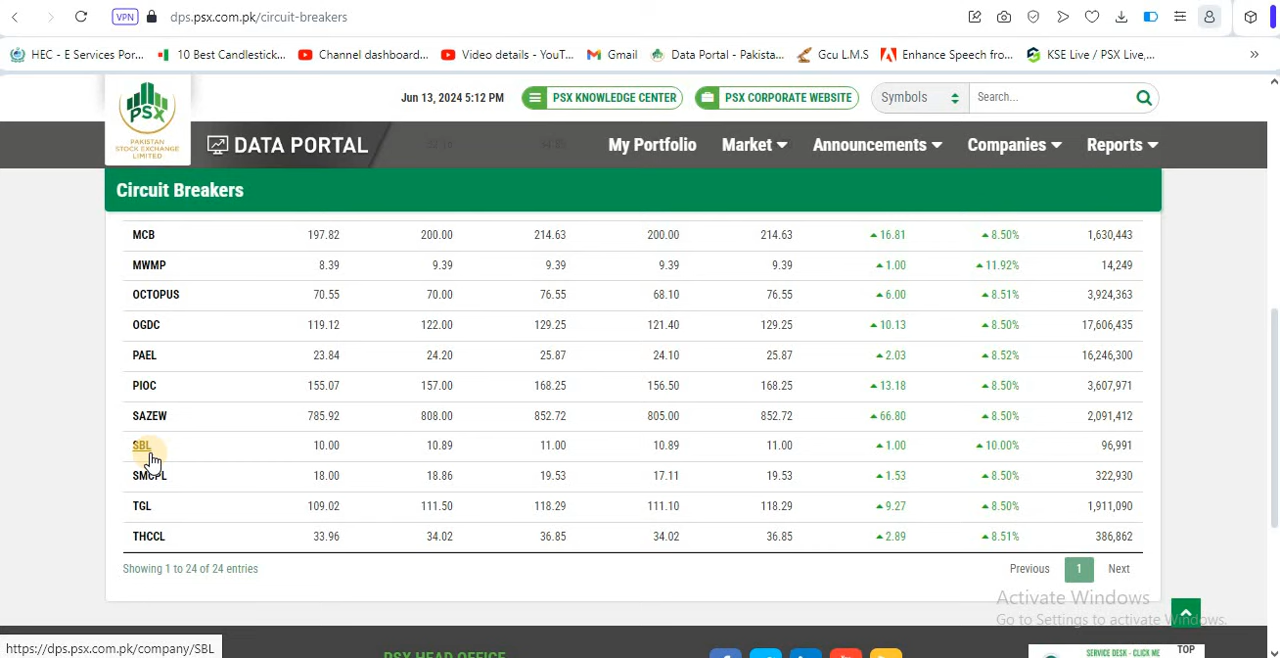 VPN dps.psx.com.pk/circuit-breakers
HEC - E Services Por... 10 Best Candlestick... Channel dashboard... Video details - YouT... Gmail Data Portal - Pakista... Gcu L.M.S Enhance Speech fro... KSE Live / PSX Live,... »
PSX
PAKISTAN
STOCK EXCHANGE
LIMITED
Jun 13, 2024 5:12 PM PSX KNOWLEDGE CENTER PSX CORPORATE WEBSITE Symbols Search...
DATA PORTAL My Portfolio Market Announcements Companies Reports
Circuit Breakers
MCB 197.82 200.00 214.63 200.00 214.63 16.81 8.50% 1,630,443
MWMP 8.39 9.39 9.39 9.39 9.39 1.00 11.92% 14,249
OCTOPUS 70.55 70.00 76.55 68.10 76.55 6.00 8.51% 3,924,363
OGDC 119.12 122.00 129.25 121.40 129.25 10.13 8.50% 17,606,435
PAEL 23.84 24.20 25.87 24.10 25.87 2.03 8.52% 16,246,300
PIOC 155.07 157.00 168.25 156.50 168.25 13.18 8.50% 3,607,971
SAZEW 785.92 808.00 852.72 805.00 852.72 66.80 8.50% 2,091,412
SBL 10.00 10.89 11.00 10.89 11.00 1.00 10.00% 96,991
SMCPL 18.00 18.86 19.53 17.11 19.53 1.53 8.50% 322,930
TGL 109.02 111.50 118.29 111.10 118.29 9.27 8.50% 1,911,090
THCCL 33.96 34.02 36.85 34.02 36.85 2.89 8.51% 386,862
Showing 1 to 24 of 24 entries Previous 1 Next
Activate Windows
Go to Settings to activate Windows.
https://dps.psx.com.pk/company/SBL
PSX HEAD OFFICE
SERVICE DESK - CLICK ME TOP